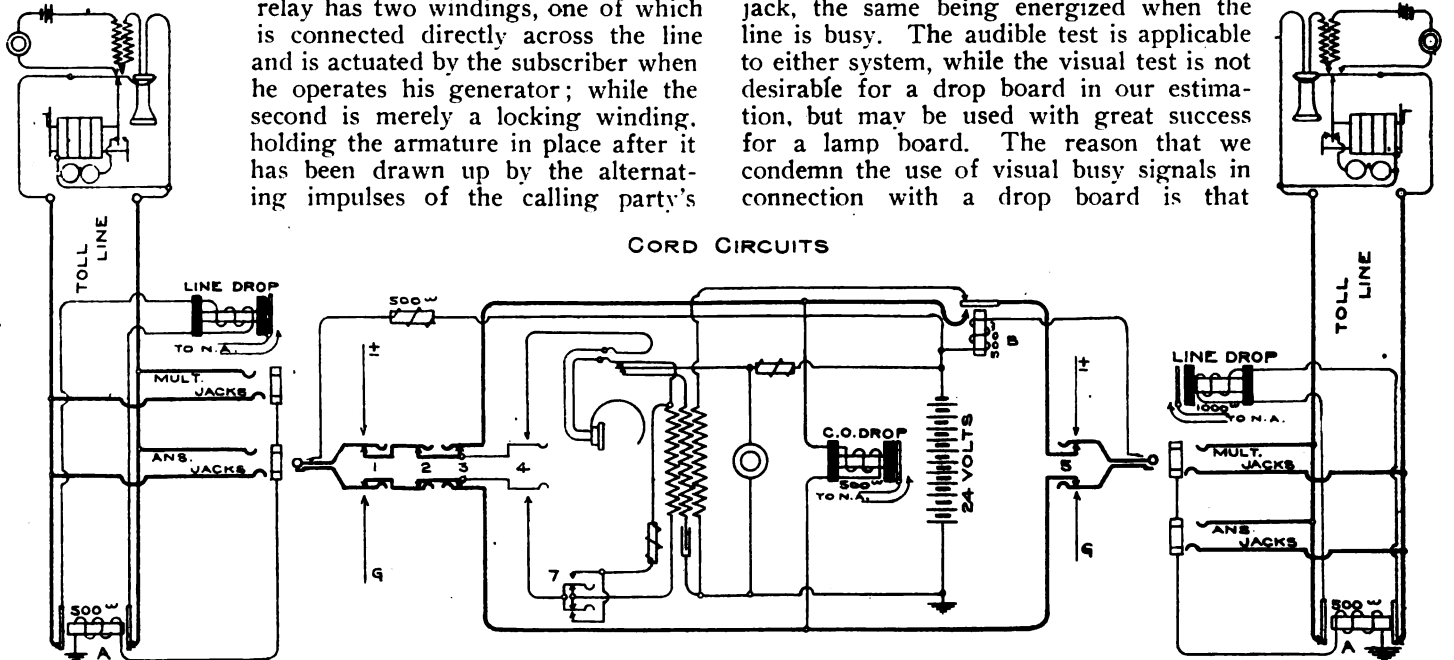 relay has two windings, one of which
is connected directly across the line
and is actuated by the subscriber when
he operates his generator; while the
second is merely a locking winding,
holding the armature in place after it
has been drawn up by the alternat-
ing impulses of the calling party's
jack, the same being energized when the
line is busy. The audible test is applicable
to either system, while the visual test is not
desirable for a drop board in our estima-
tion, but may be used with great success
for a lamp board. The reason that we
condemn the use of visual busy signals in
connection with a drop board is that
CORD CIRCUITS
TOLL
LINE
LINE DROP
TO N.A.
MULT.
JACKS
ANS.
JACKS
500 ω
A
500 ω
±
1
2
3
4
G
7
C.O. DROP
500 ω
TO N.A.
24 VOLTS
500
B
±
5
G
TOLL
LINE
LINE DROP
1000 ω
TO N.A.
MULT.
JACKS
ANS.
JACKS
500 ω
A